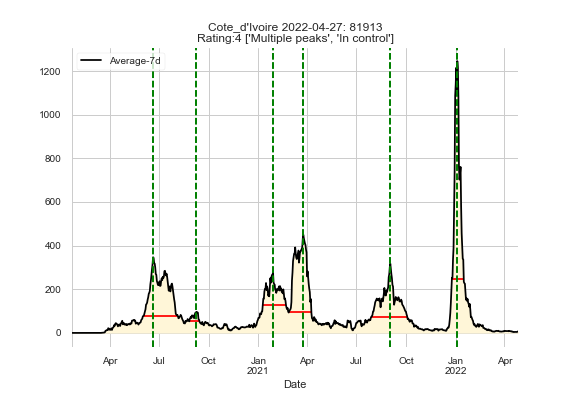 Cote_d'Ivoire 2022-04-27: 81913
Rating:4 ['Multiple peaks', 'In control']
Average-7d
1200
1000
800
600
400
200
0
Apr
Jul
Oct
Jan
2021
Apr
Jul
Oct
Jan
2022
Apr
Date